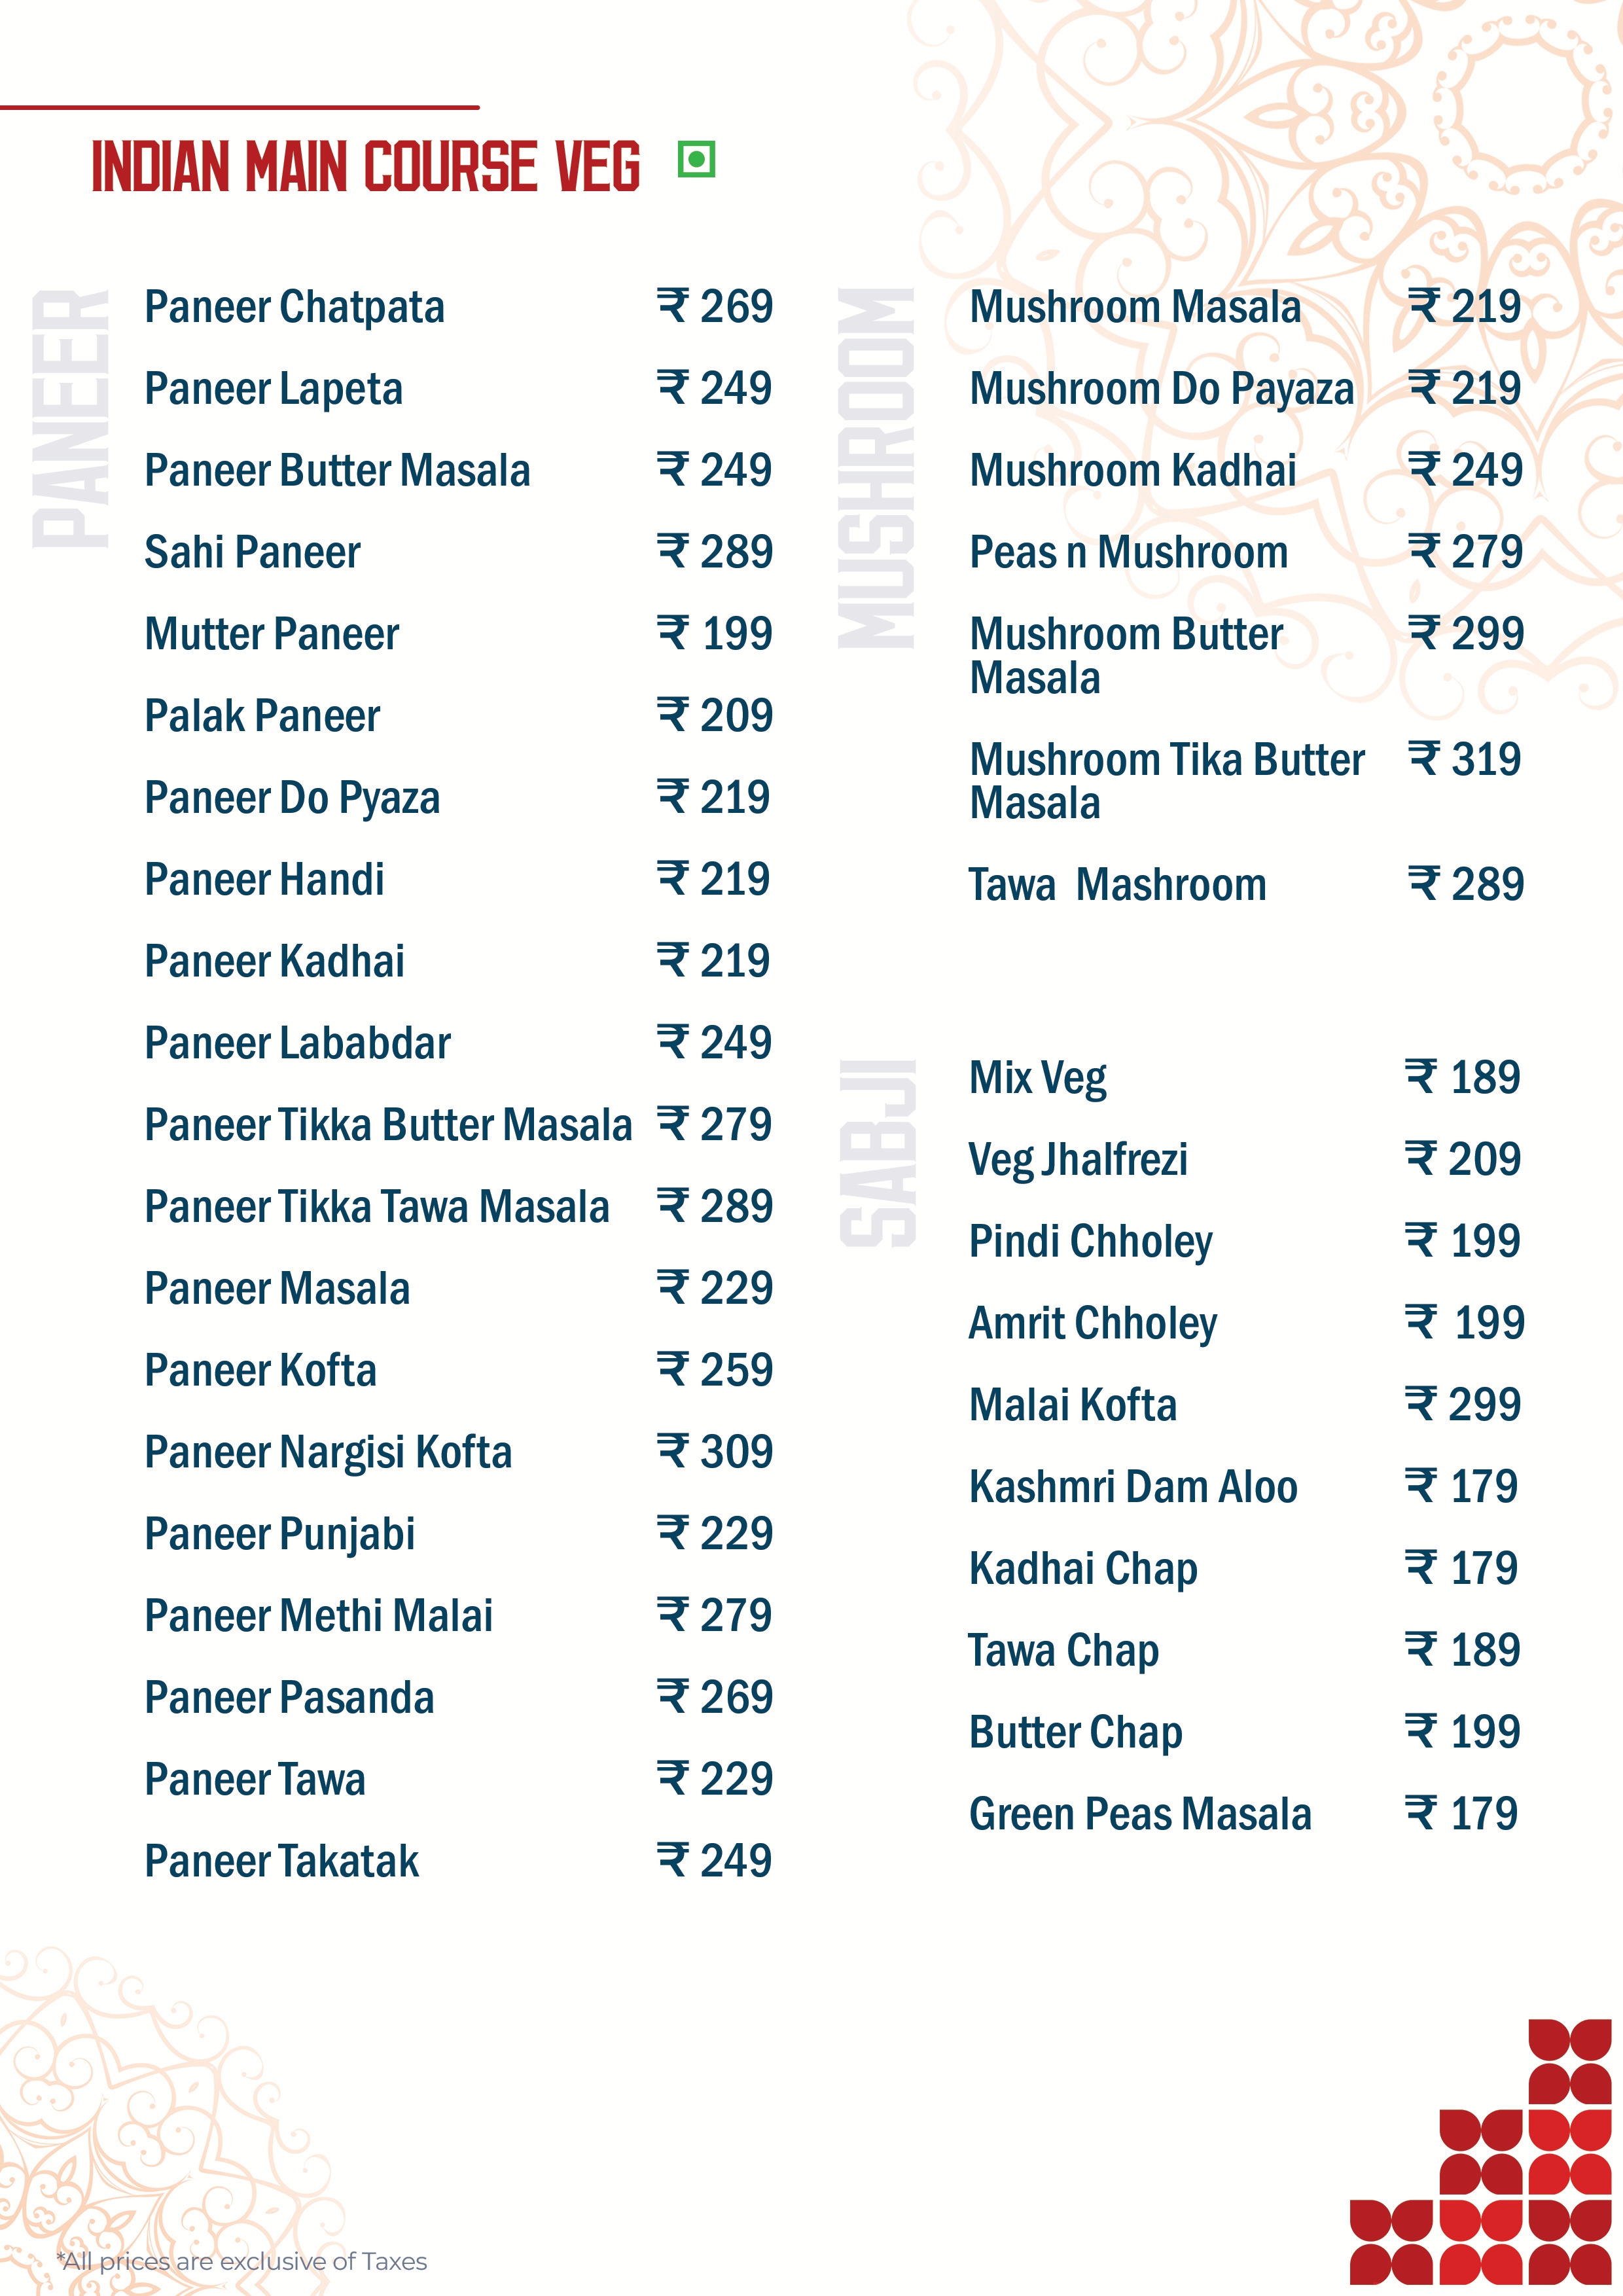 INDIAN MAIN COURSE VEG
PANEER
Paneer Chatpata ₹ 269
Paneer Lapeta ₹ 249
Paneer Butter Masala ₹ 249
Sahi Paneer ₹ 289
Mutter Paneer ₹ 199
Palak Paneer ₹ 209
Paneer Do Pyaza ₹ 219
Paneer Handi ₹ 219
Paneer Kadhai ₹ 219
Paneer Lababdar ₹ 249
Paneer Tikka Butter Masala ₹ 279
Paneer Tikka Tawa Masala ₹ 289
Paneer Masala ₹ 229
Paneer Kofta ₹ 259
Paneer Nargisi Kofta ₹ 309
Paneer Punjabi ₹ 229
Paneer Methi Malai ₹ 279
Paneer Pasanda ₹ 269
Paneer Tawa ₹ 229
Paneer Takatak ₹ 249
MUSHROOM
Mushroom Masala ₹ 219
Mushroom Do Payaza ₹ 219
Mushroom Kadhai ₹ 249
Peas n Mushroom ₹ 279
Mushroom Butter ₹ 299
Masala
Mushroom Tika Butter ₹ 319
Masala
Tawa Mashroom ₹ 289
SABJI
Mix Veg ₹ 189
Veg Jhalfrezi ₹ 209
Pindi Chholey ₹ 199
Amrit Chholey ₹ 199
Malai Kofta ₹ 299
Kashmri Dam Aloo ₹ 179
Kadhai Chap ₹ 179
Tawa Chap ₹ 189
Butter Chap ₹ 199
Green Peas Masala ₹ 179
*All prices are exclusive of Taxes